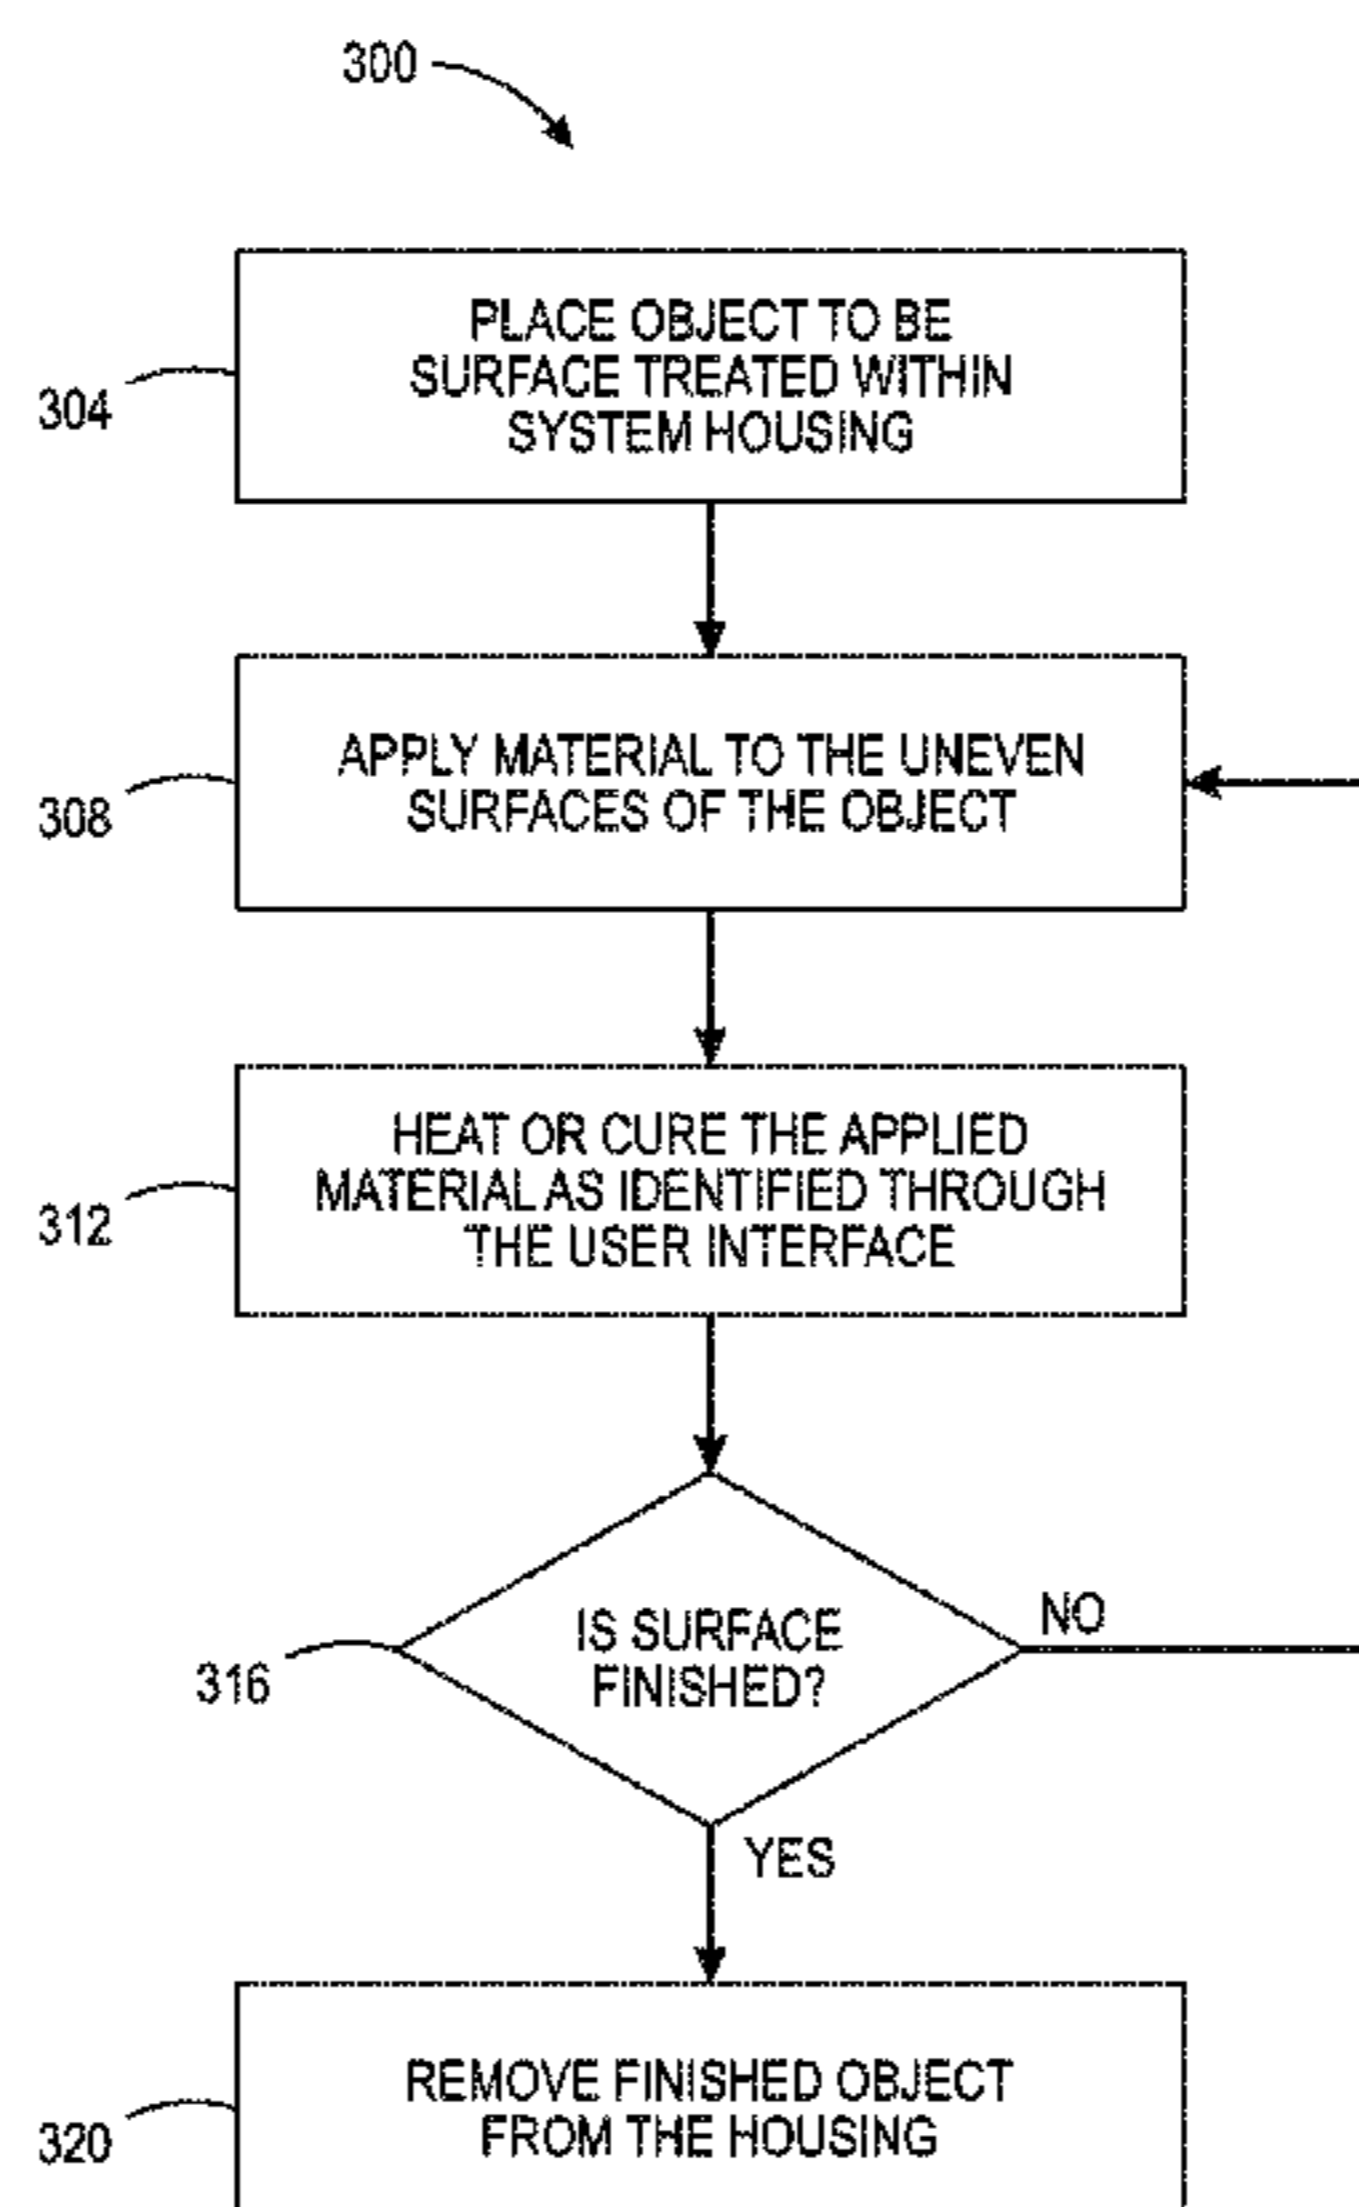 300
PLACE OBJECT TO BE
SURFACE TREATED WITHIN
SYSTEM HOUSING
304
APPLY MATERIAL TO THE UNEVEN
SURFACES OF THE OBJECT
308
HEAT OR CURE THE APPLIED
MATERIAL AS IDENTIFIED THROUGH
THE USER INTERFACE
312
IS SURFACE
FINISHED?
NO
316
YES
REMOVE FINISHED OBJECT
FROM THE HOUSING
320